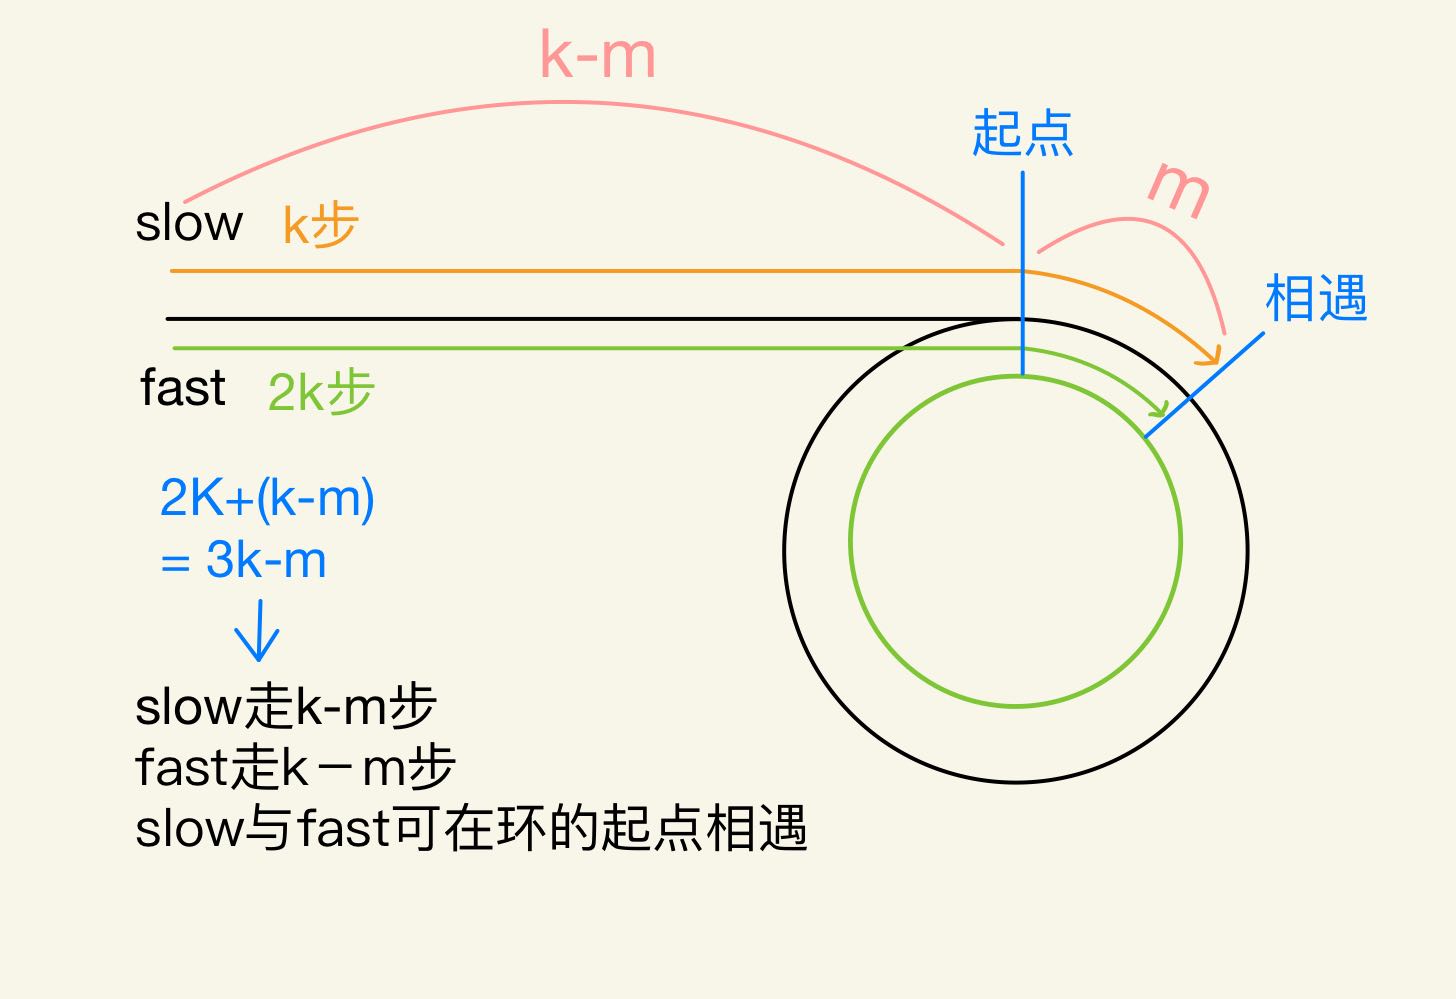 k-m
起点
m
slow k步
相遇
fast 2k步
2K+(k-m)
= 3k-m
slow走k-m步
fast走k－m步
slow与fast可在环的起点相遇